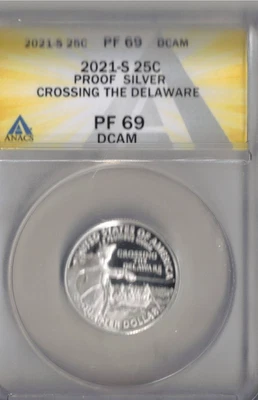 2021-S 25C PF 69 DCAM
2021-S 25C
PROOF SILVER
CROSSING THE DELAWARE
ANACS
PF 69
DCAM
UNITED STATES OF AMERICA
CROSSING
THE
DELAWARE
QUARTER DOLLAR